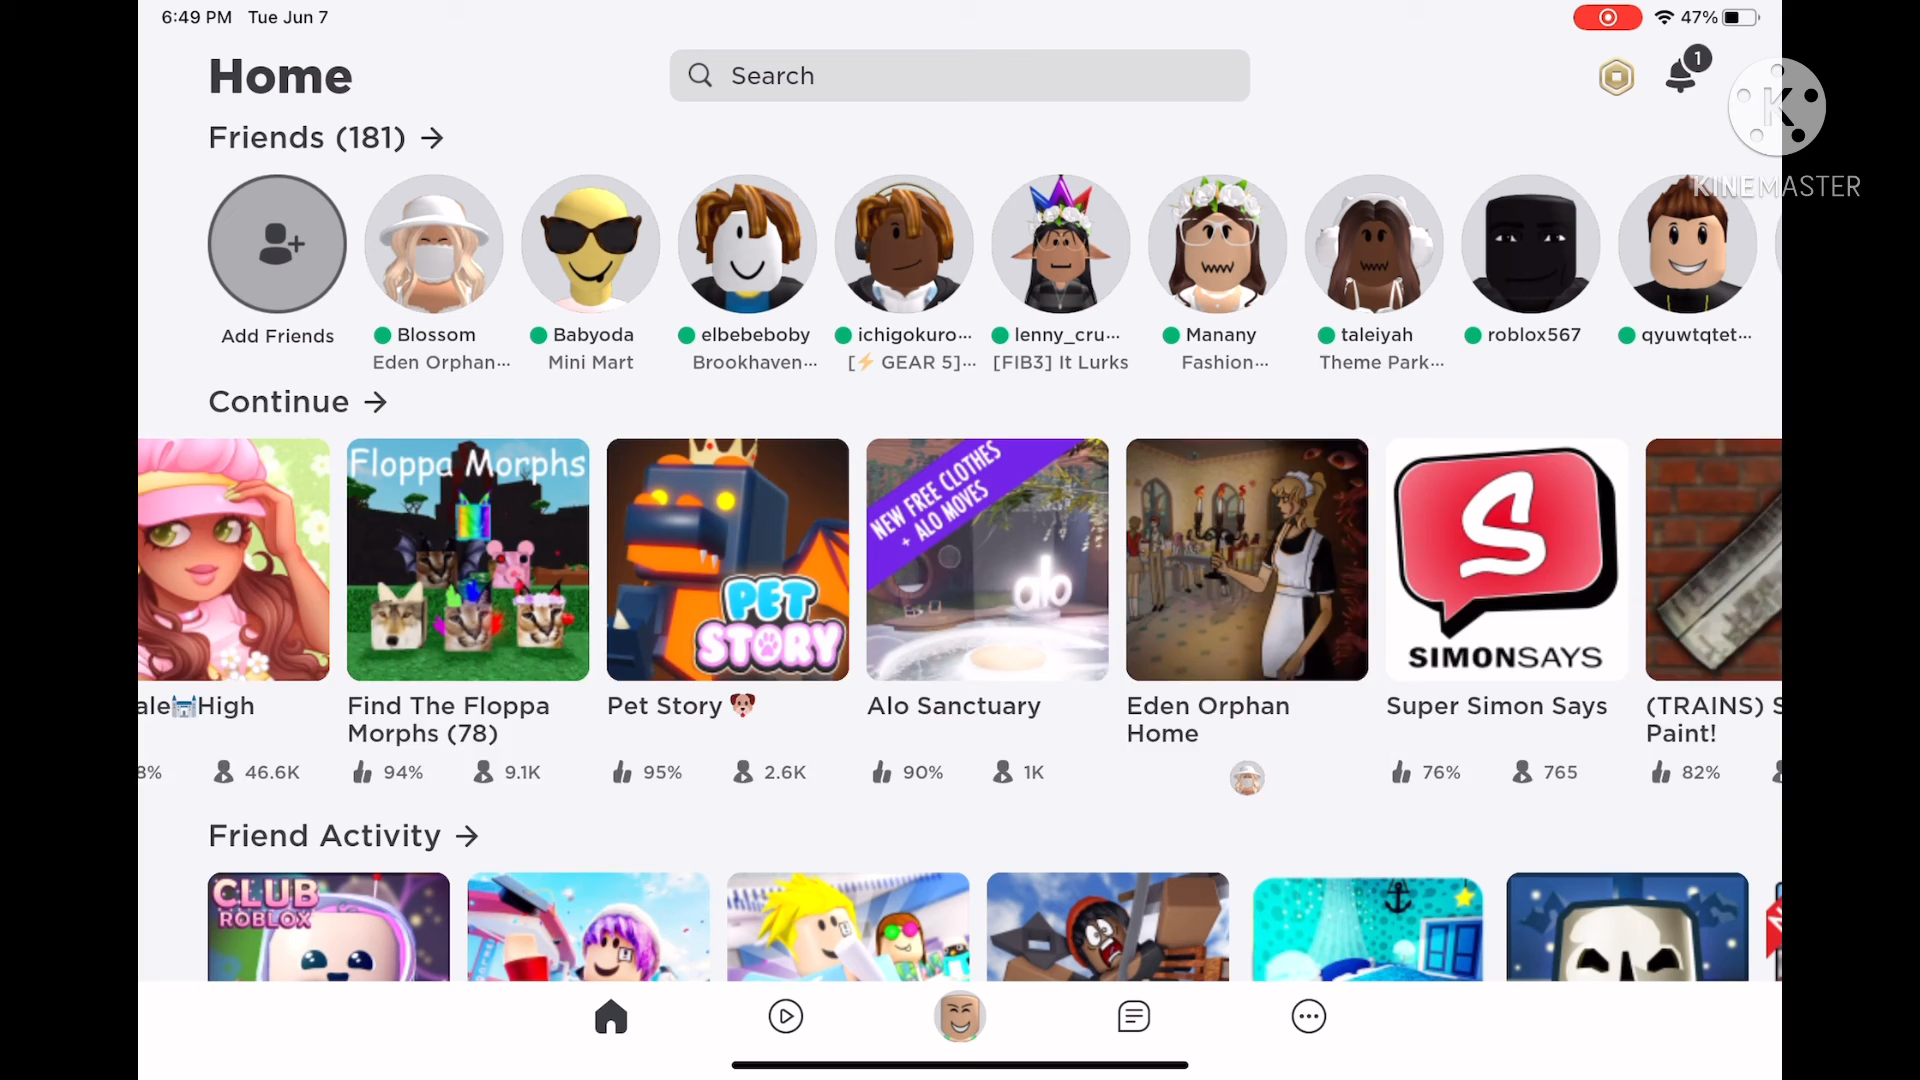 6:49 PM Tue Jun 7
47%
Home
Search
1
K
KINEMASTER
Friends (181) →
Add Friends
Blossom
Eden Orphan...
Babyoda
Mini Mart
elbebeboby
Brookhaven...
ichigokuro...
[⚡ GEAR 5]...
lenny_cru...
[FIB3] It Lurks
Manany
Fashion...
taleiyah
Theme Park...
roblox567
qyuwtqtet...
Continue →
Floppa Morphs
PET
STORY
NEW FREE CLOTHES
+ ALO MOVES
alo
S
SIMONSAYS
ale🏰High
Find The Floppa
Morphs (78)
Pet Story 🐶
Alo Sanctuary
Eden Orphan
Home
Super Simon Says
(TRAINS) S
Paint!
8% 46.6K
94% 9.1K
95% 2.6K
90% 1K
76% 765
82%
Friend Activity →
CLUB
ROBLOX